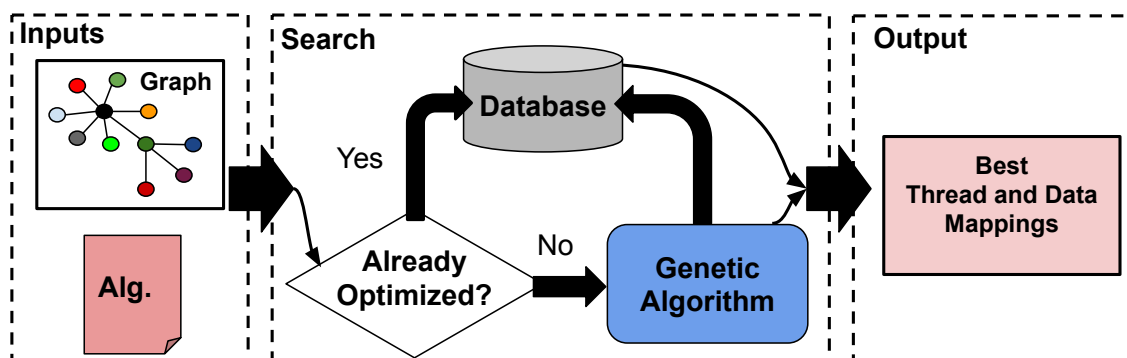 Inputs
Graph
Alg.
Search
Database
Yes
Already
Optimized?
No
Genetic
Algorithm
Output
Best
Thread and Data
Mappings